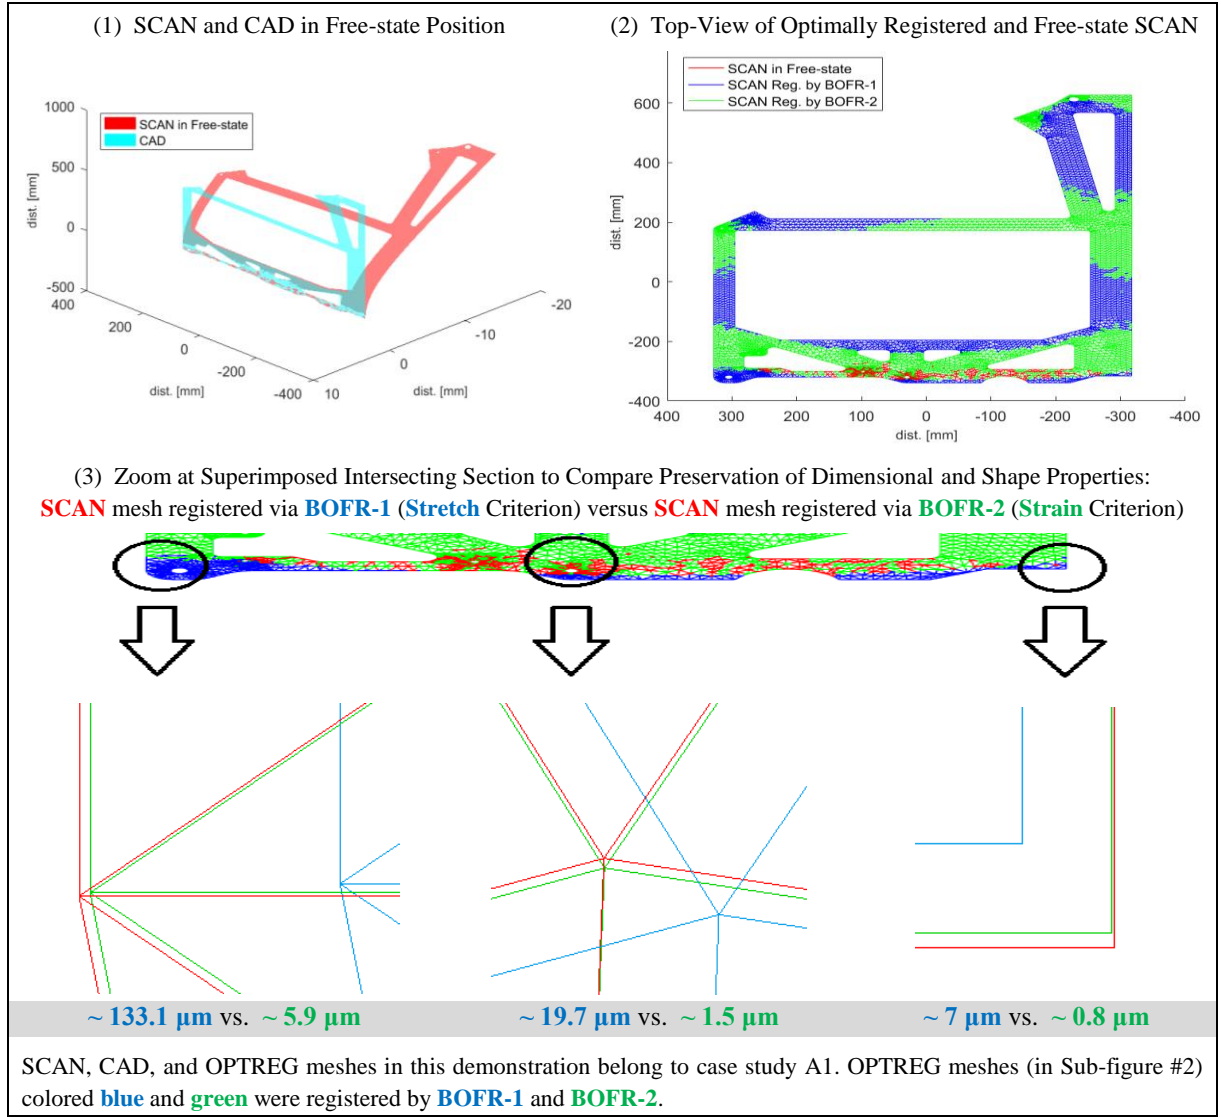 (1) SCAN and CAD in Free-state Position
1000
500
0
-500
dist. [mm]
SCAN in Free-state
CAD
400
200
0
-200
-400
dist. [mm]
10
0
-10
-20
dist. [mm]
(2) Top-View of Optimally Registered and Free-state SCAN
SCAN in Free-state
SCAN Reg. by BOFR-1
SCAN Reg. by BOFR-2
600
400
200
0
-200
-400
dist. [mm]
400 300 200 100 0 -100 -200 -300 -400
dist. [mm]
(3) Zoom at Superimposed Intersecting Section to Compare Preservation of Dimensional and Shape Properties:
SCAN mesh registered via BOFR-1 (Stretch Criterion) versus SCAN mesh registered via BOFR-2 (Strain Criterion)
~ 133.1 µm vs. ~ 5.9 µm
~ 19.7 µm vs. ~ 1.5 µm
~ 7 µm vs. ~ 0.8 µm
SCAN, CAD, and OPTREG meshes in this demonstration belong to case study A1. OPTREG meshes (in Sub-figure #2)
colored blue and green were registered by BOFR-1 and BOFR-2.